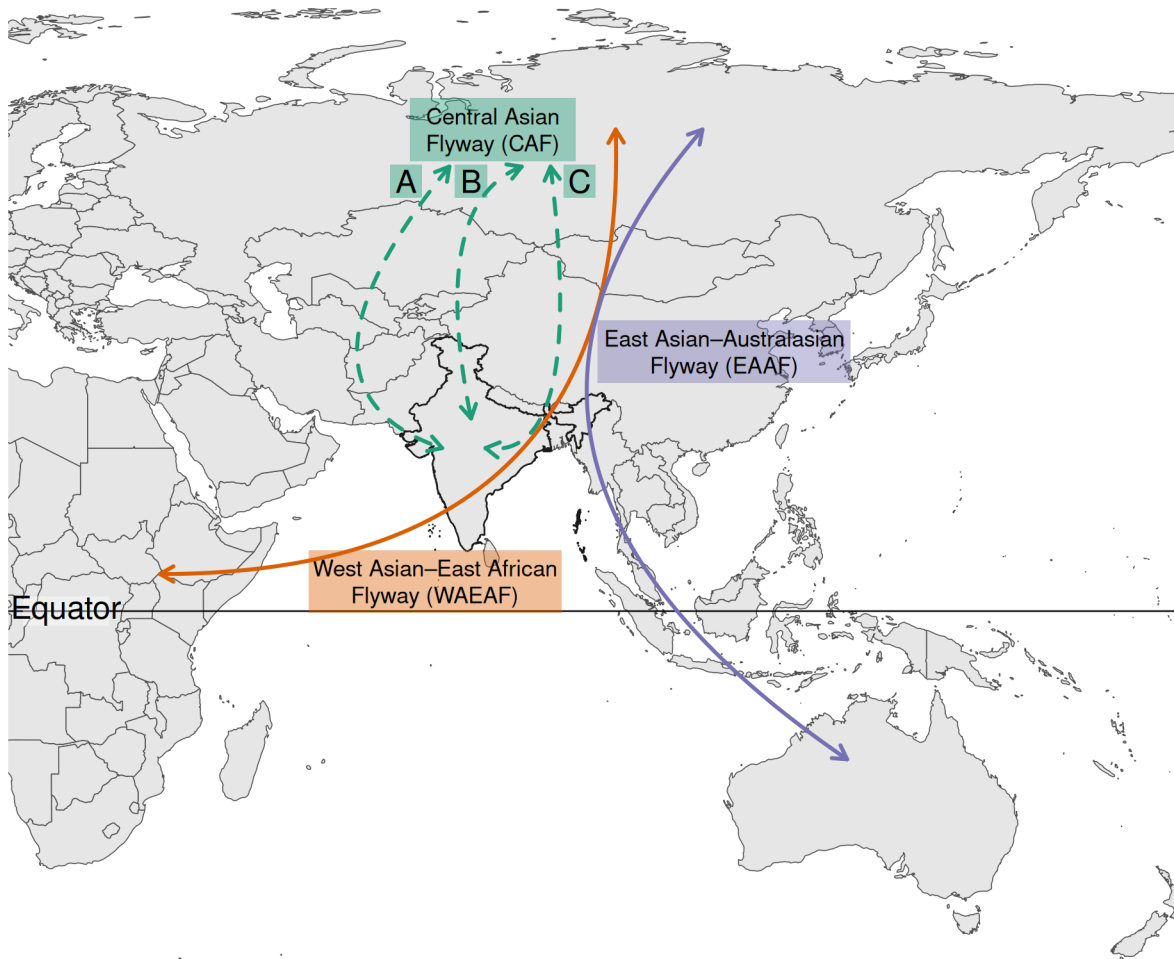 Central Asian
Flyway (CAF)
A
B
C
East Asian–Australasian
Flyway (EAAF)
West Asian–East African
Flyway (WAEAF)
Equator